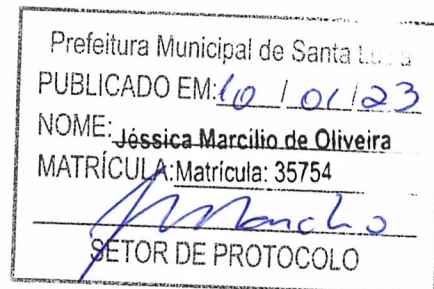 Prefeitura Municipal de Santa Luzia
PUBLICADO EM: 10 / 01 / 23
NOME: Jéssica Marcilio de Oliveira
MATRÍCULA: Matrícula: 35754
SETOR DE PROTOCOLO